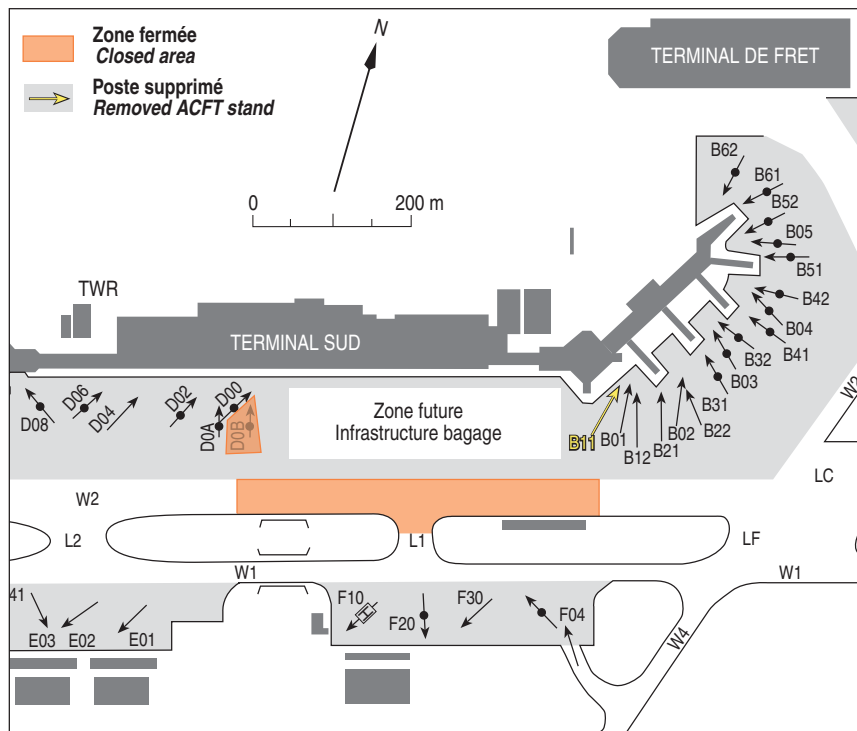 Zone fermée
Closed area
Poste supprimé
Removed ACFT stand
N
0
200 m
TERMINAL DE FRET
B62
B61
B52
B05
B51
B42
B04
B41
B32
B03
B31
B22
B02
B21
B12
B01
B11
TWR
TERMINAL SUD
D08
D06
D04
D02
D00
D0A
D0B
Zone future
Infrastructure bagage
W2
LC
W2
L2
L1
LF
W1
W1
W4
41
E03
E02
E01
F10
F20
F30
F04